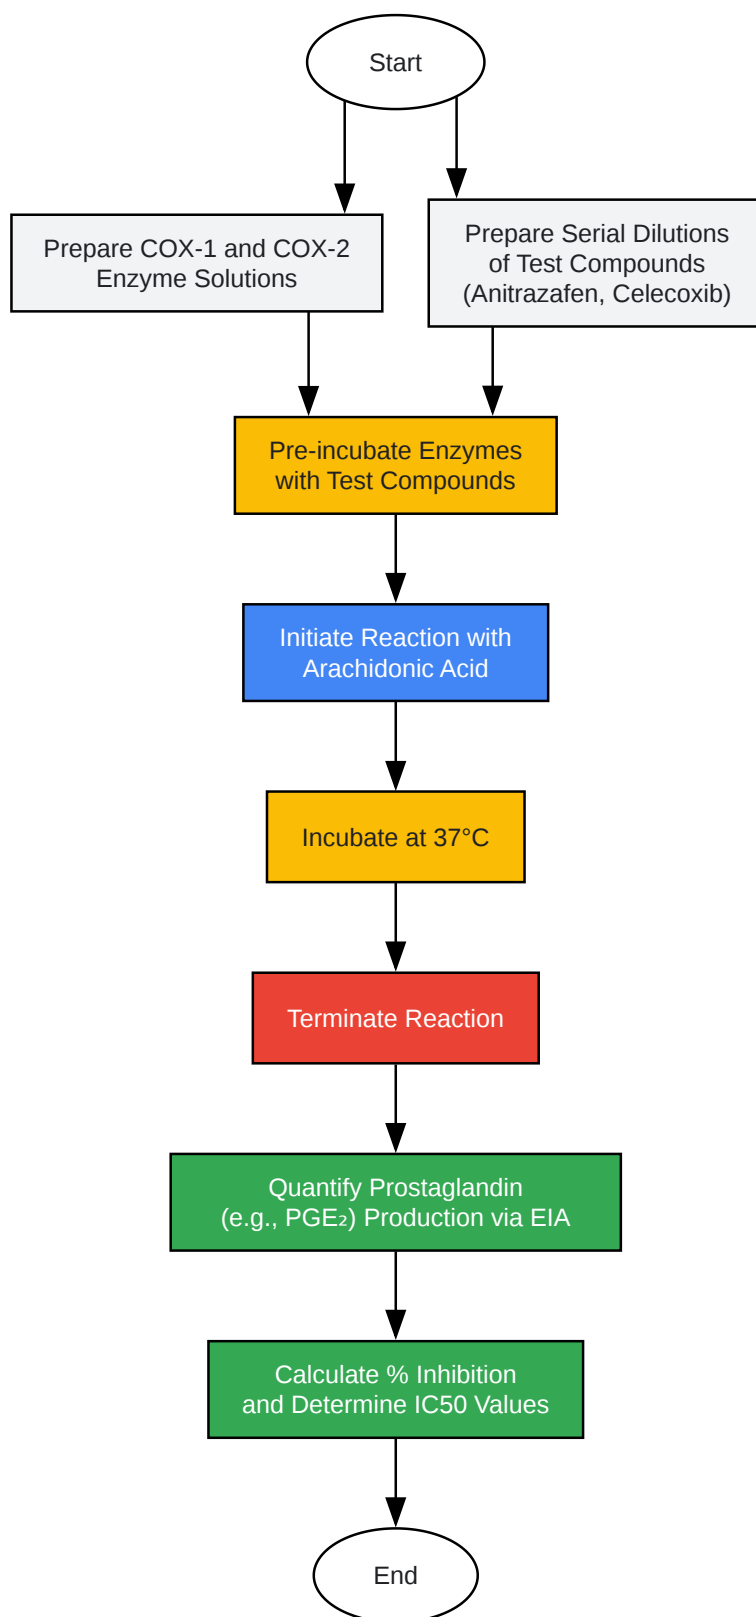 Start
Prepare COX-1 and COX-2
Enzyme Solutions
Prepare Serial Dilutions
of Test Compounds
(Anitrazafen, Celecoxib)
Pre-incubate Enzymes
with Test Compounds
Initiate Reaction with
Arachidonic Acid
Incubate at 37°C
Terminate Reaction
Quantify Prostaglandin
(e.g., PGE₂) Production via EIA
Calculate % Inhibition
and Determine IC50 Values
End